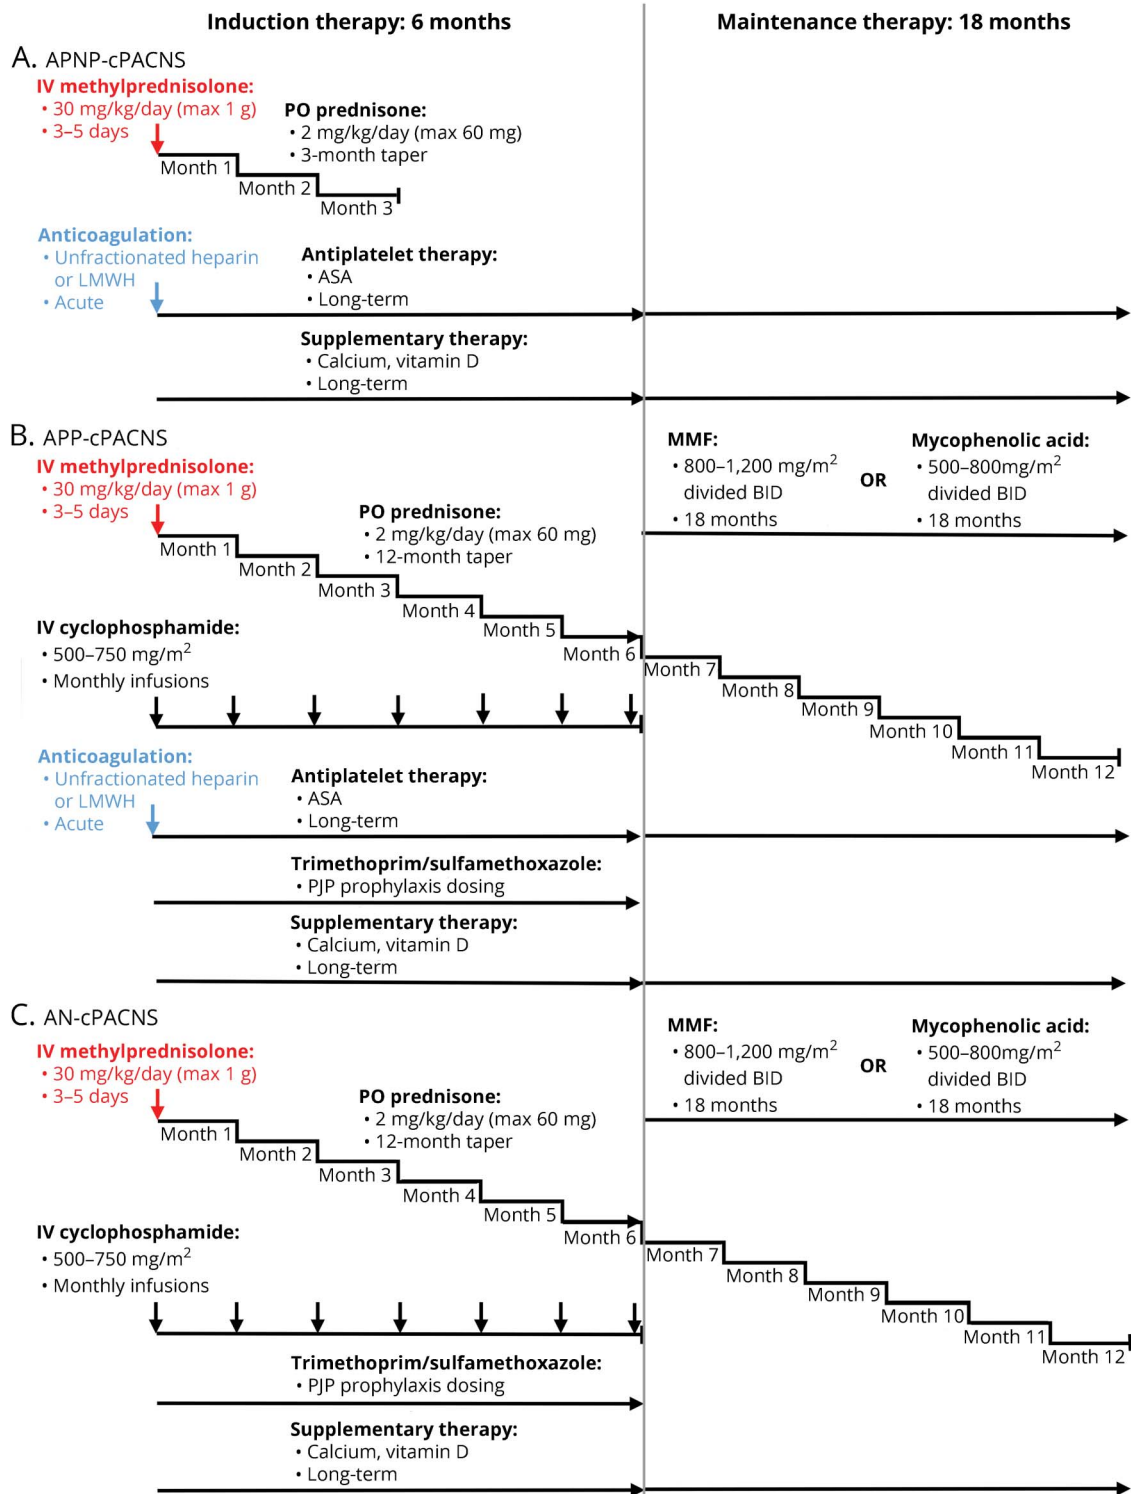 Induction therapy: 6 months
Maintenance therapy: 18 months
A. APNP-cPACNS
IV methylprednisolone:
• 30 mg/kg/day (max 1 g)
• 3–5 days
PO prednisone:
• 2 mg/kg/day (max 60 mg)
• 3-month taper
Month 1
Month 2
Month 3
Anticoagulation:
• Unfractionated heparin
or LMWH
• Acute
Antiplatelet therapy:
• ASA
• Long-term
Supplementary therapy:
• Calcium, vitamin D
• Long-term
B. APP-cPACNS
IV methylprednisolone:
• 30 mg/kg/day (max 1 g)
• 3–5 days
PO prednisone:
• 2 mg/kg/day (max 60 mg)
• 12-month taper
MMF:
• 800–1,200 mg/m2
divided BID
• 18 months
OR
Mycophenolic acid:
• 500–800mg/m2
divided BID
• 18 months
Month 1
Month 2
Month 3
Month 4
Month 5
Month 6
Month 7
Month 8
Month 9
Month 10
Month 11
Month 12
IV cyclophosphamide:
• 500–750 mg/m2
• Monthly infusions
Anticoagulation:
• Unfractionated heparin
or LMWH
• Acute
Antiplatelet therapy:
• ASA
• Long-term
Trimethoprim/sulfamethoxazole:
• PJP prophylaxis dosing
Supplementary therapy:
• Calcium, vitamin D
• Long-term
C. AN-cPACNS
IV methylprednisolone:
• 30 mg/kg/day (max 1 g)
• 3–5 days
PO prednisone:
• 2 mg/kg/day (max 60 mg)
• 12-month taper
MMF:
• 800–1,200 mg/m2
divided BID
• 18 months
OR
Mycophenolic acid:
• 500–800mg/m2
divided BID
• 18 months
Month 1
Month 2
Month 3
Month 4
Month 5
Month 6
Month 7
Month 8
Month 9
Month 10
Month 11
Month 12
IV cyclophosphamide:
• 500–750 mg/m2
• Monthly infusions
Trimethoprim/sulfamethoxazole:
• PJP prophylaxis dosing
Supplementary therapy:
• Calcium, vitamin D
• Long-term